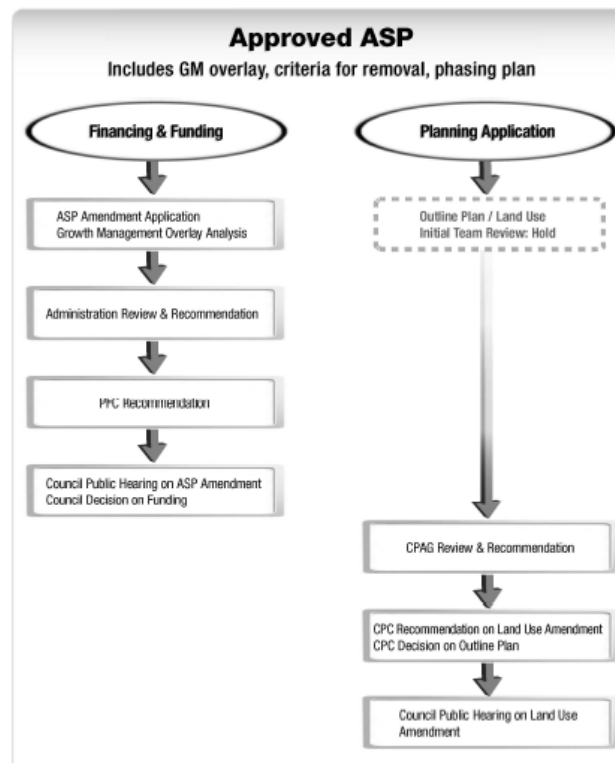 Approved ASP
Includes GM overlay, criteria for removal, phasing plan
Financing & Funding
ASP Amendment Application
Growth Management Overlay Analysis
Administration Review & Recommendation
PFC Recommendation
Council Public Hearing on ASP Amendment
Council Decision on Funding
Planning Application
Outline Plan / Land Use
Initial Team Review: Hold
CPAG Review & Recommendation
CPC Recommendation on Land Use Amendment
CPC Decision on Outline Plan
Council Public Hearing on Land Use
Amendment